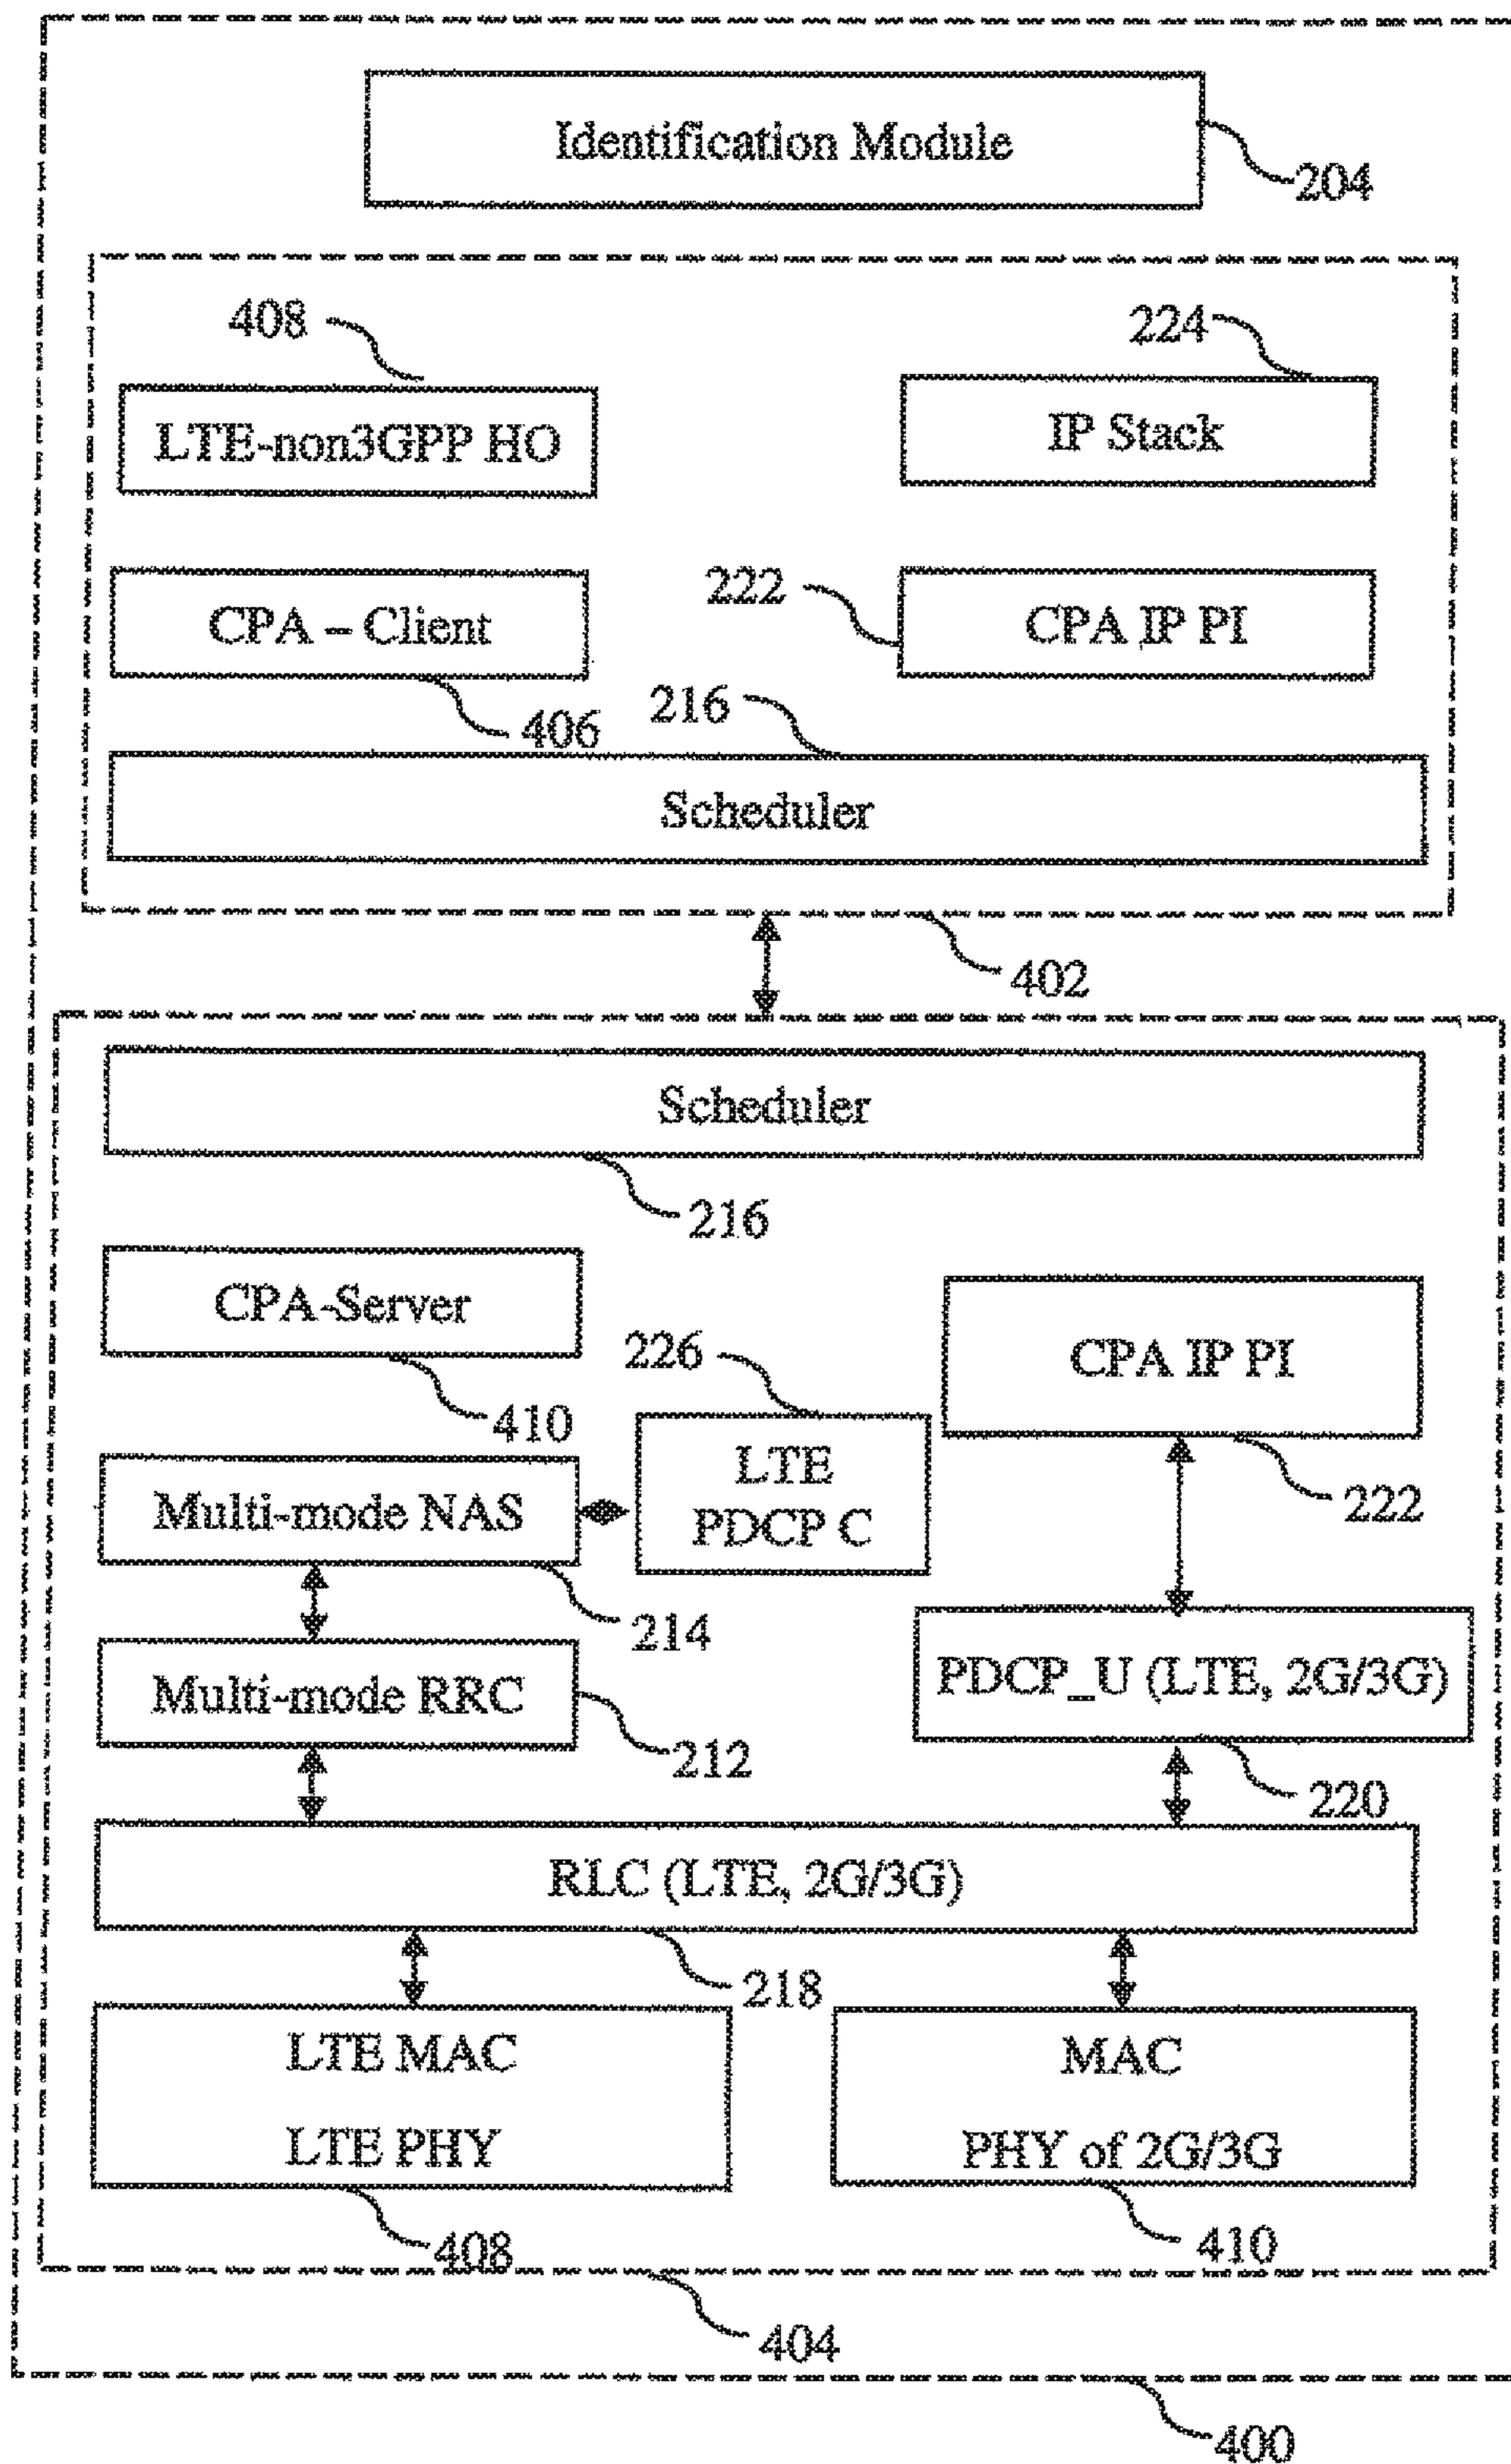 Identification Module
204
408
224
LTE-non3GPP HO
IP Stack
222
CPA – Client
CPA IP PI
216
406
Scheduler
402
Scheduler
216
CPA-Server
226
CPA IP PI
410
LTE
PDCP C
Multi-mode NAS
222
214
Multi-mode RRC
PDCP_U (LTE, 2G/3G)
212
220
RLC (LTE, 2G/3G)
218
LTE MAC
LTE PHY
MAC
PHY of 2G/3G
408
410
404
400